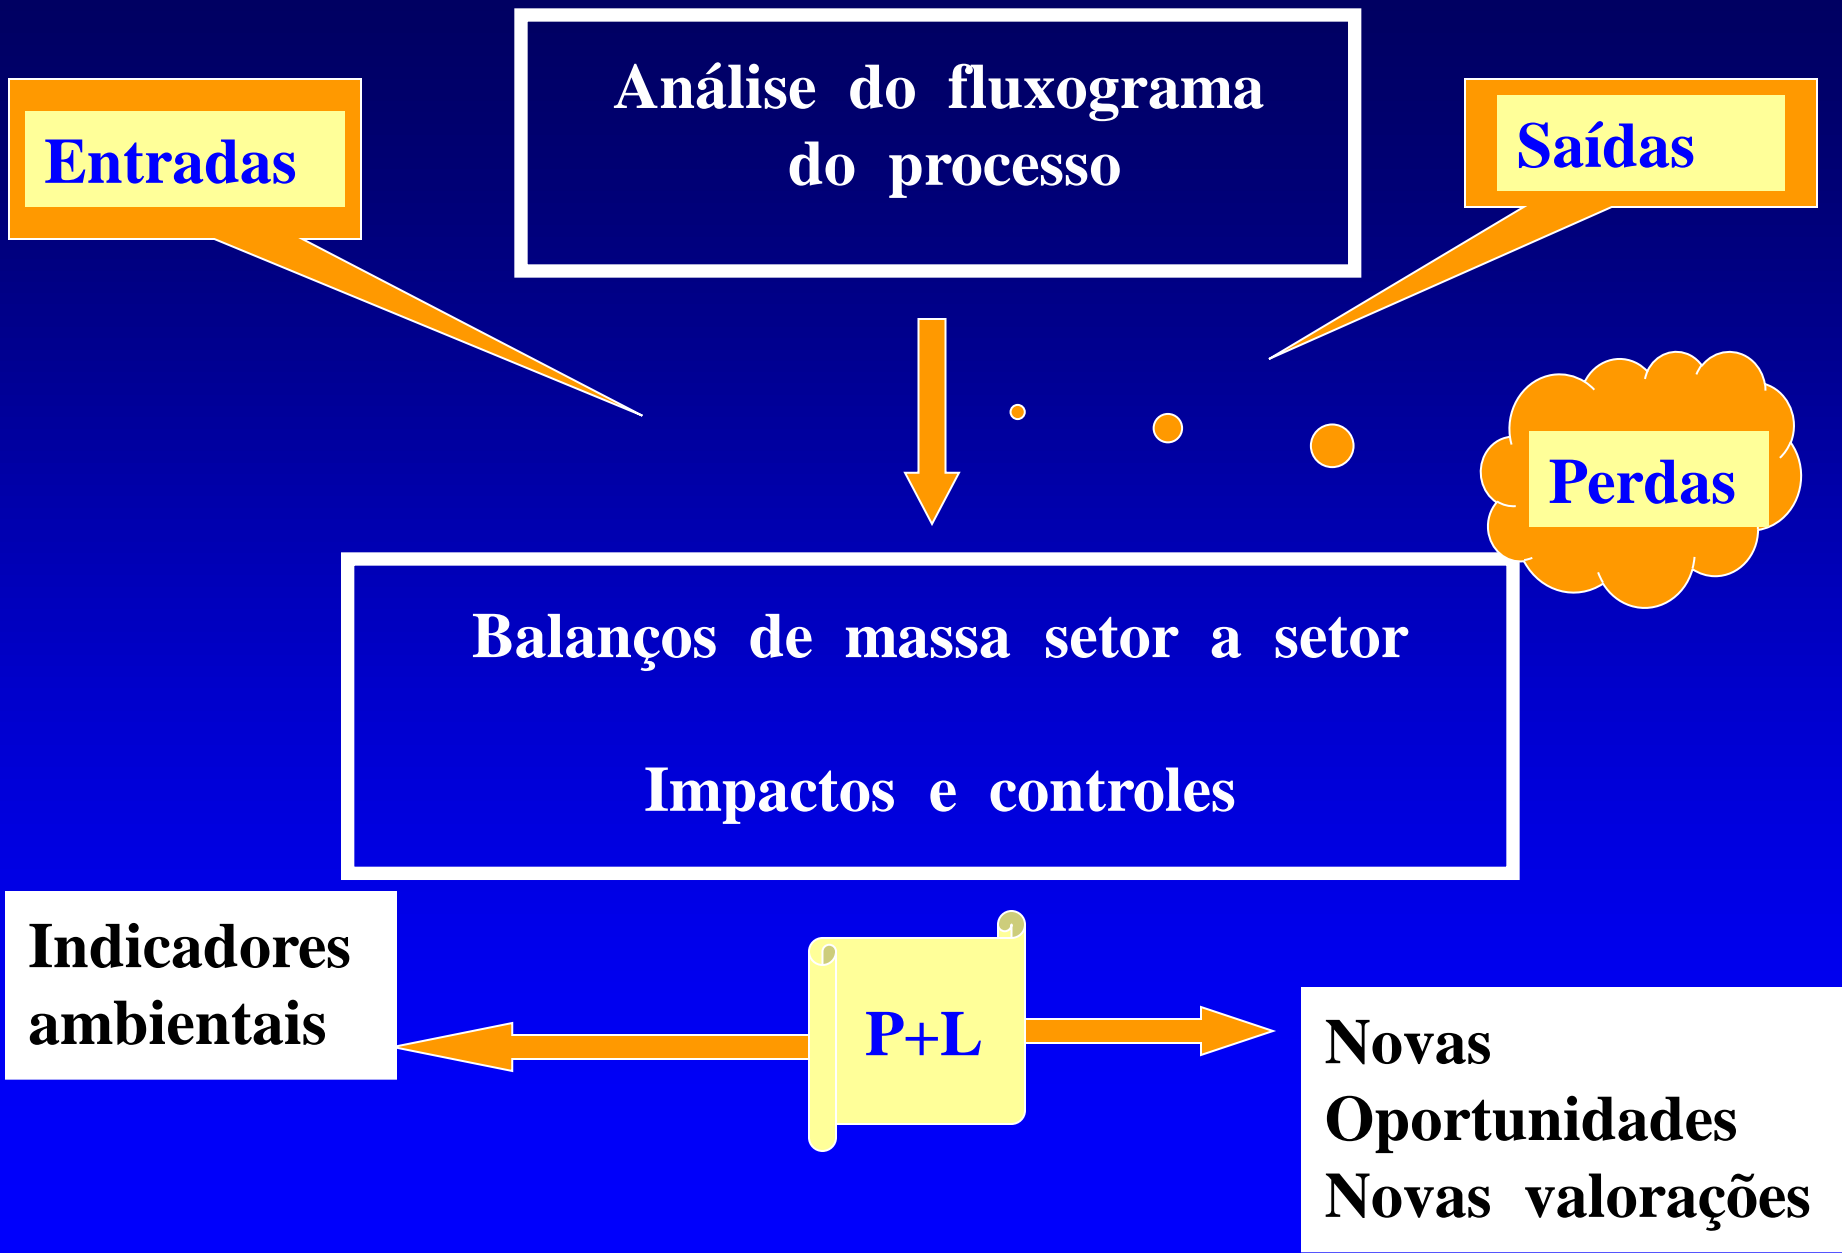 Análise do fluxograma
do processo
Entradas
Saídas
Perdas
Balanços de massa setor a setor
Impactos e controles
Indicadores
ambientais
P+L
Novas
Oportunidades
Novas valorações